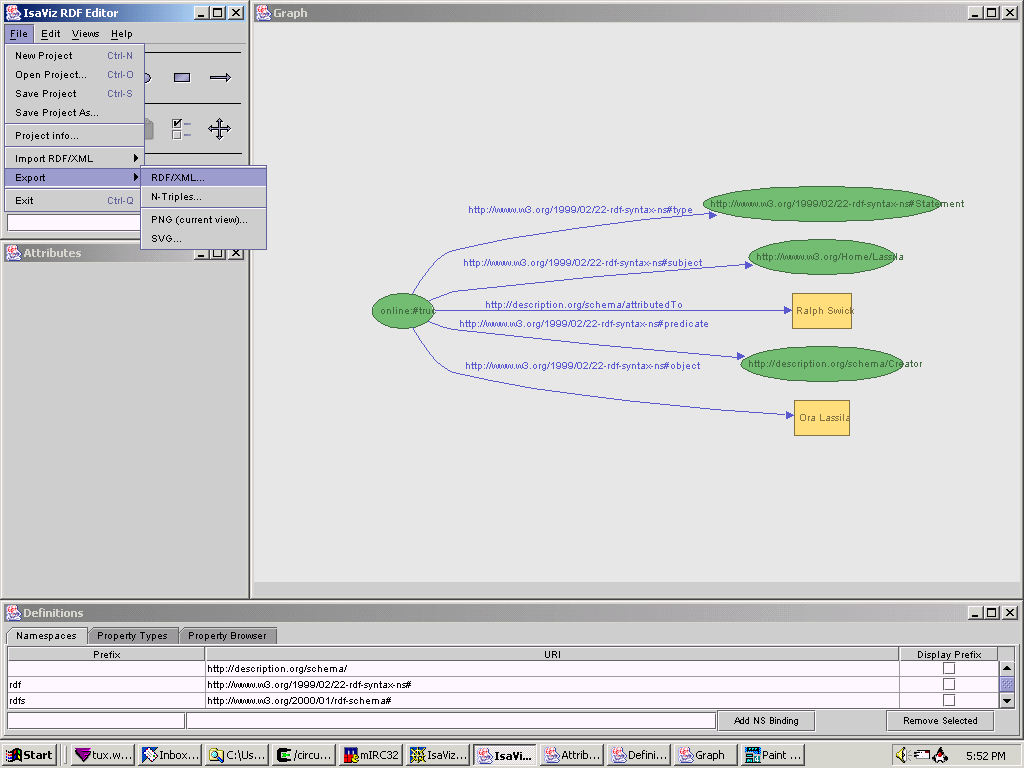 IsaViz RDF Editor
File Edit Views Help
New Project Ctrl-N
Open Project... Ctrl-O
Save Project Ctrl-S
Save Project As...
Project info...
Import RDF/XML
Export
Exit Ctrl-Q
RDF/XML...
N-Triples...
PNG (current view)...
SVG...
Attributes
Graph
http://www.w3.org/1999/02/22-rdf-syntax-ns#type
http://www.w3.org/1999/02/22-rdf-syntax-ns#Statement
http://www.w3.org/1999/02/22-rdf-syntax-ns#subject
http://www.w3.org/Home/Lassila
online:#true
http://description.org/schema/attributedTo
Ralph Swick
http://www.w3.org/1999/02/22-rdf-syntax-ns#predicate
http://description.org/schema/Creator
http://www.w3.org/1999/02/22-rdf-syntax-ns#object
Ora Lassila
Definitions
Namespaces Property Types Property Browser
Prefix URI Display Prefix
http://description.org/schema/
rdf http://www.w3.org/1999/02/22-rdf-syntax-ns#
rdfs http://www.w3.org/2000/01/rdf-schema#
Add NS Binding Remove Selected
Start tux.w... Inbox... C:\Us... /circu... mIRC32 IsaViz... IsaVi... Attrib... Defini... Graph Paint ... 5:52 PM